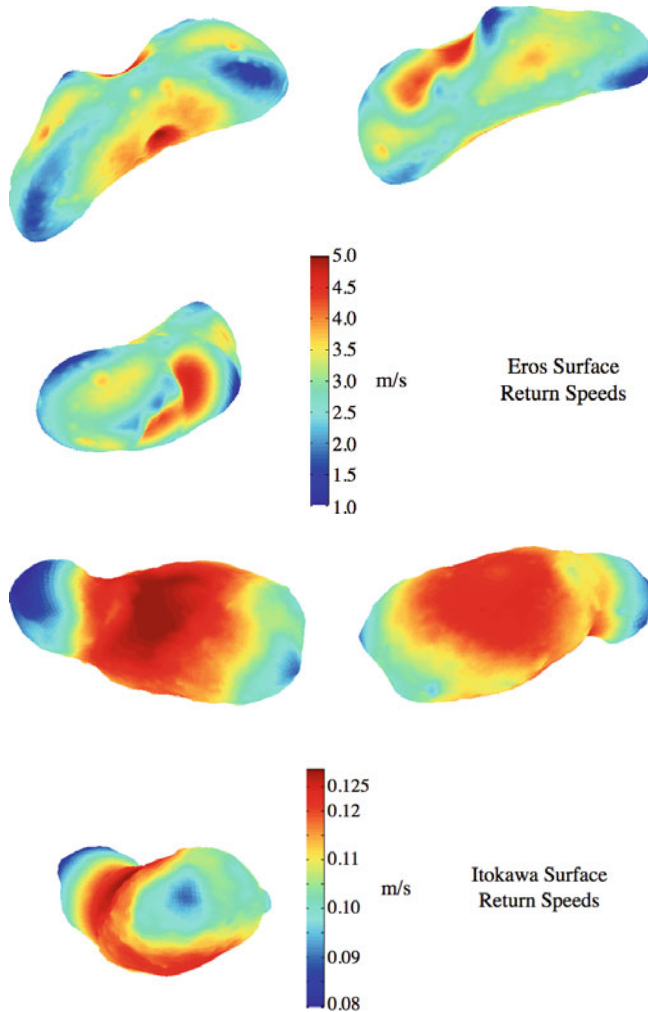 5.0
4.5
4.0
3.5
3.0
2.5
2.0
1.5
1.0
m/s
Eros Surface
Return Speeds
0.125
0.12
0.11
0.10
0.09
0.08
m/s
Itokawa Surface
Return Speeds